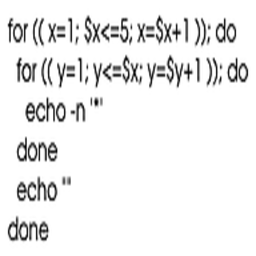 for (( x=1; $x<=5; x=$x+1 )); do
for (( y=1; y<=$x; y=$y+1 )); do
echo -n "*"
done
echo ""
done